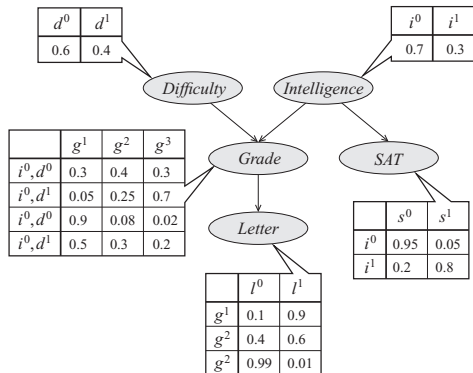 d⁰ d¹
0.6 0.4
i⁰ i¹
0.7 0.3
Difficulty
Intelligence
g¹ g² g³
i⁰,d⁰ 0.3 0.4 0.3
i⁰,d¹ 0.05 0.25 0.7
i⁰,d⁰ 0.9 0.08 0.02
i⁰,d¹ 0.5 0.3 0.2
Grade
SAT
s⁰ s¹
i⁰ 0.95 0.05
i¹ 0.2 0.8
Letter
l⁰ l¹
g¹ 0.1 0.9
g² 0.4 0.6
g² 0.99 0.01